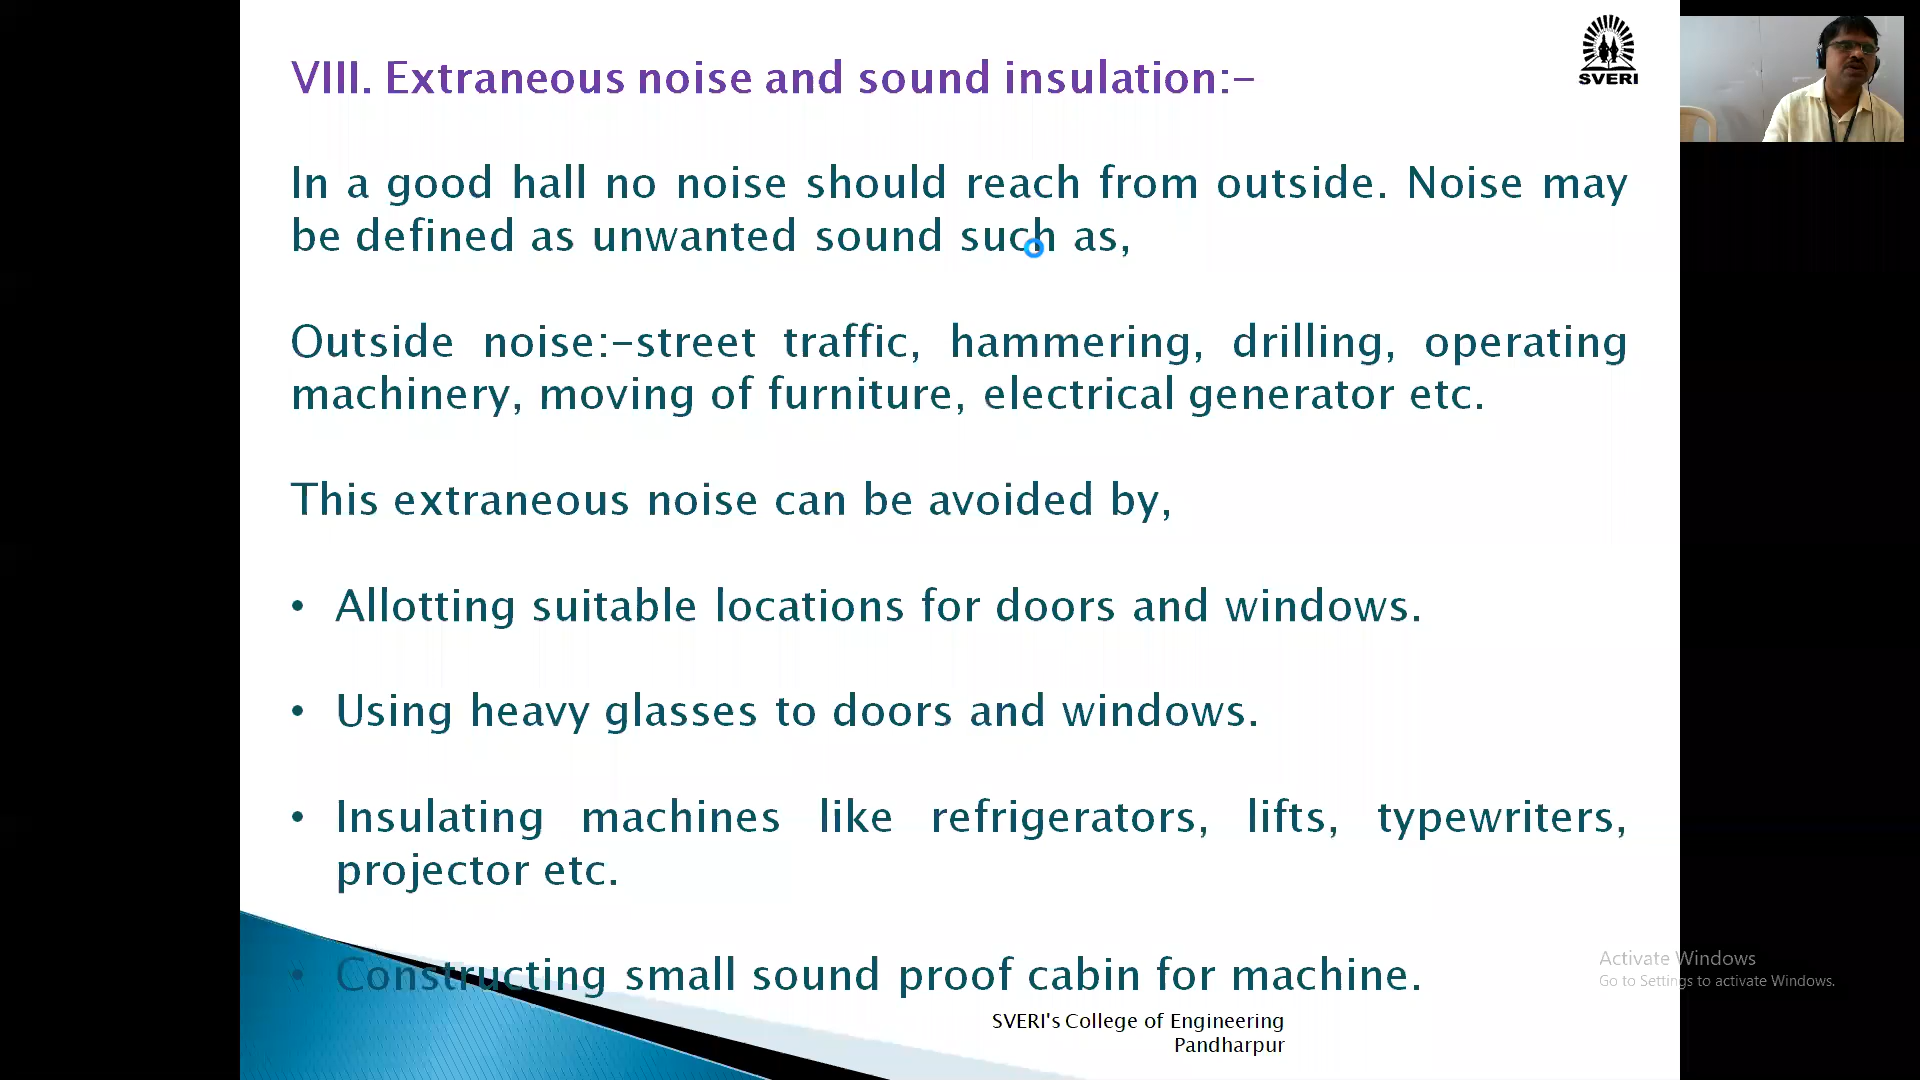 VIII. Extraneous noise and sound insulation:-
SVERI
In a good hall no noise should reach from outside. Noise may
be defined as unwanted sound such as,
Outside noise:-street traffic, hammering, drilling, operating
machinery, moving of furniture, electrical generator etc.
This extraneous noise can be avoided by,
• Allotting suitable locations for doors and windows.
• Using heavy glasses to doors and windows.
• Insulating machines like refrigerators, lifts, typewriters,
projector etc.
• Constructing small sound proof cabin for machine.
Activate Windows
Go to Settings to activate Windows.
SVERI's College of Engineering
Pandharpur